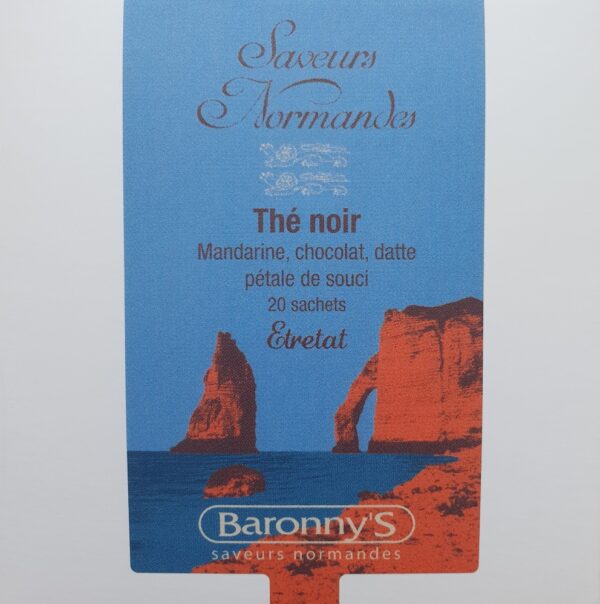 Saveurs
Normandes
Thé noir
Mandarine, chocolat, datte
pétale de souci
20 sachets
Etretat
Baronny'S
saveurs normandes